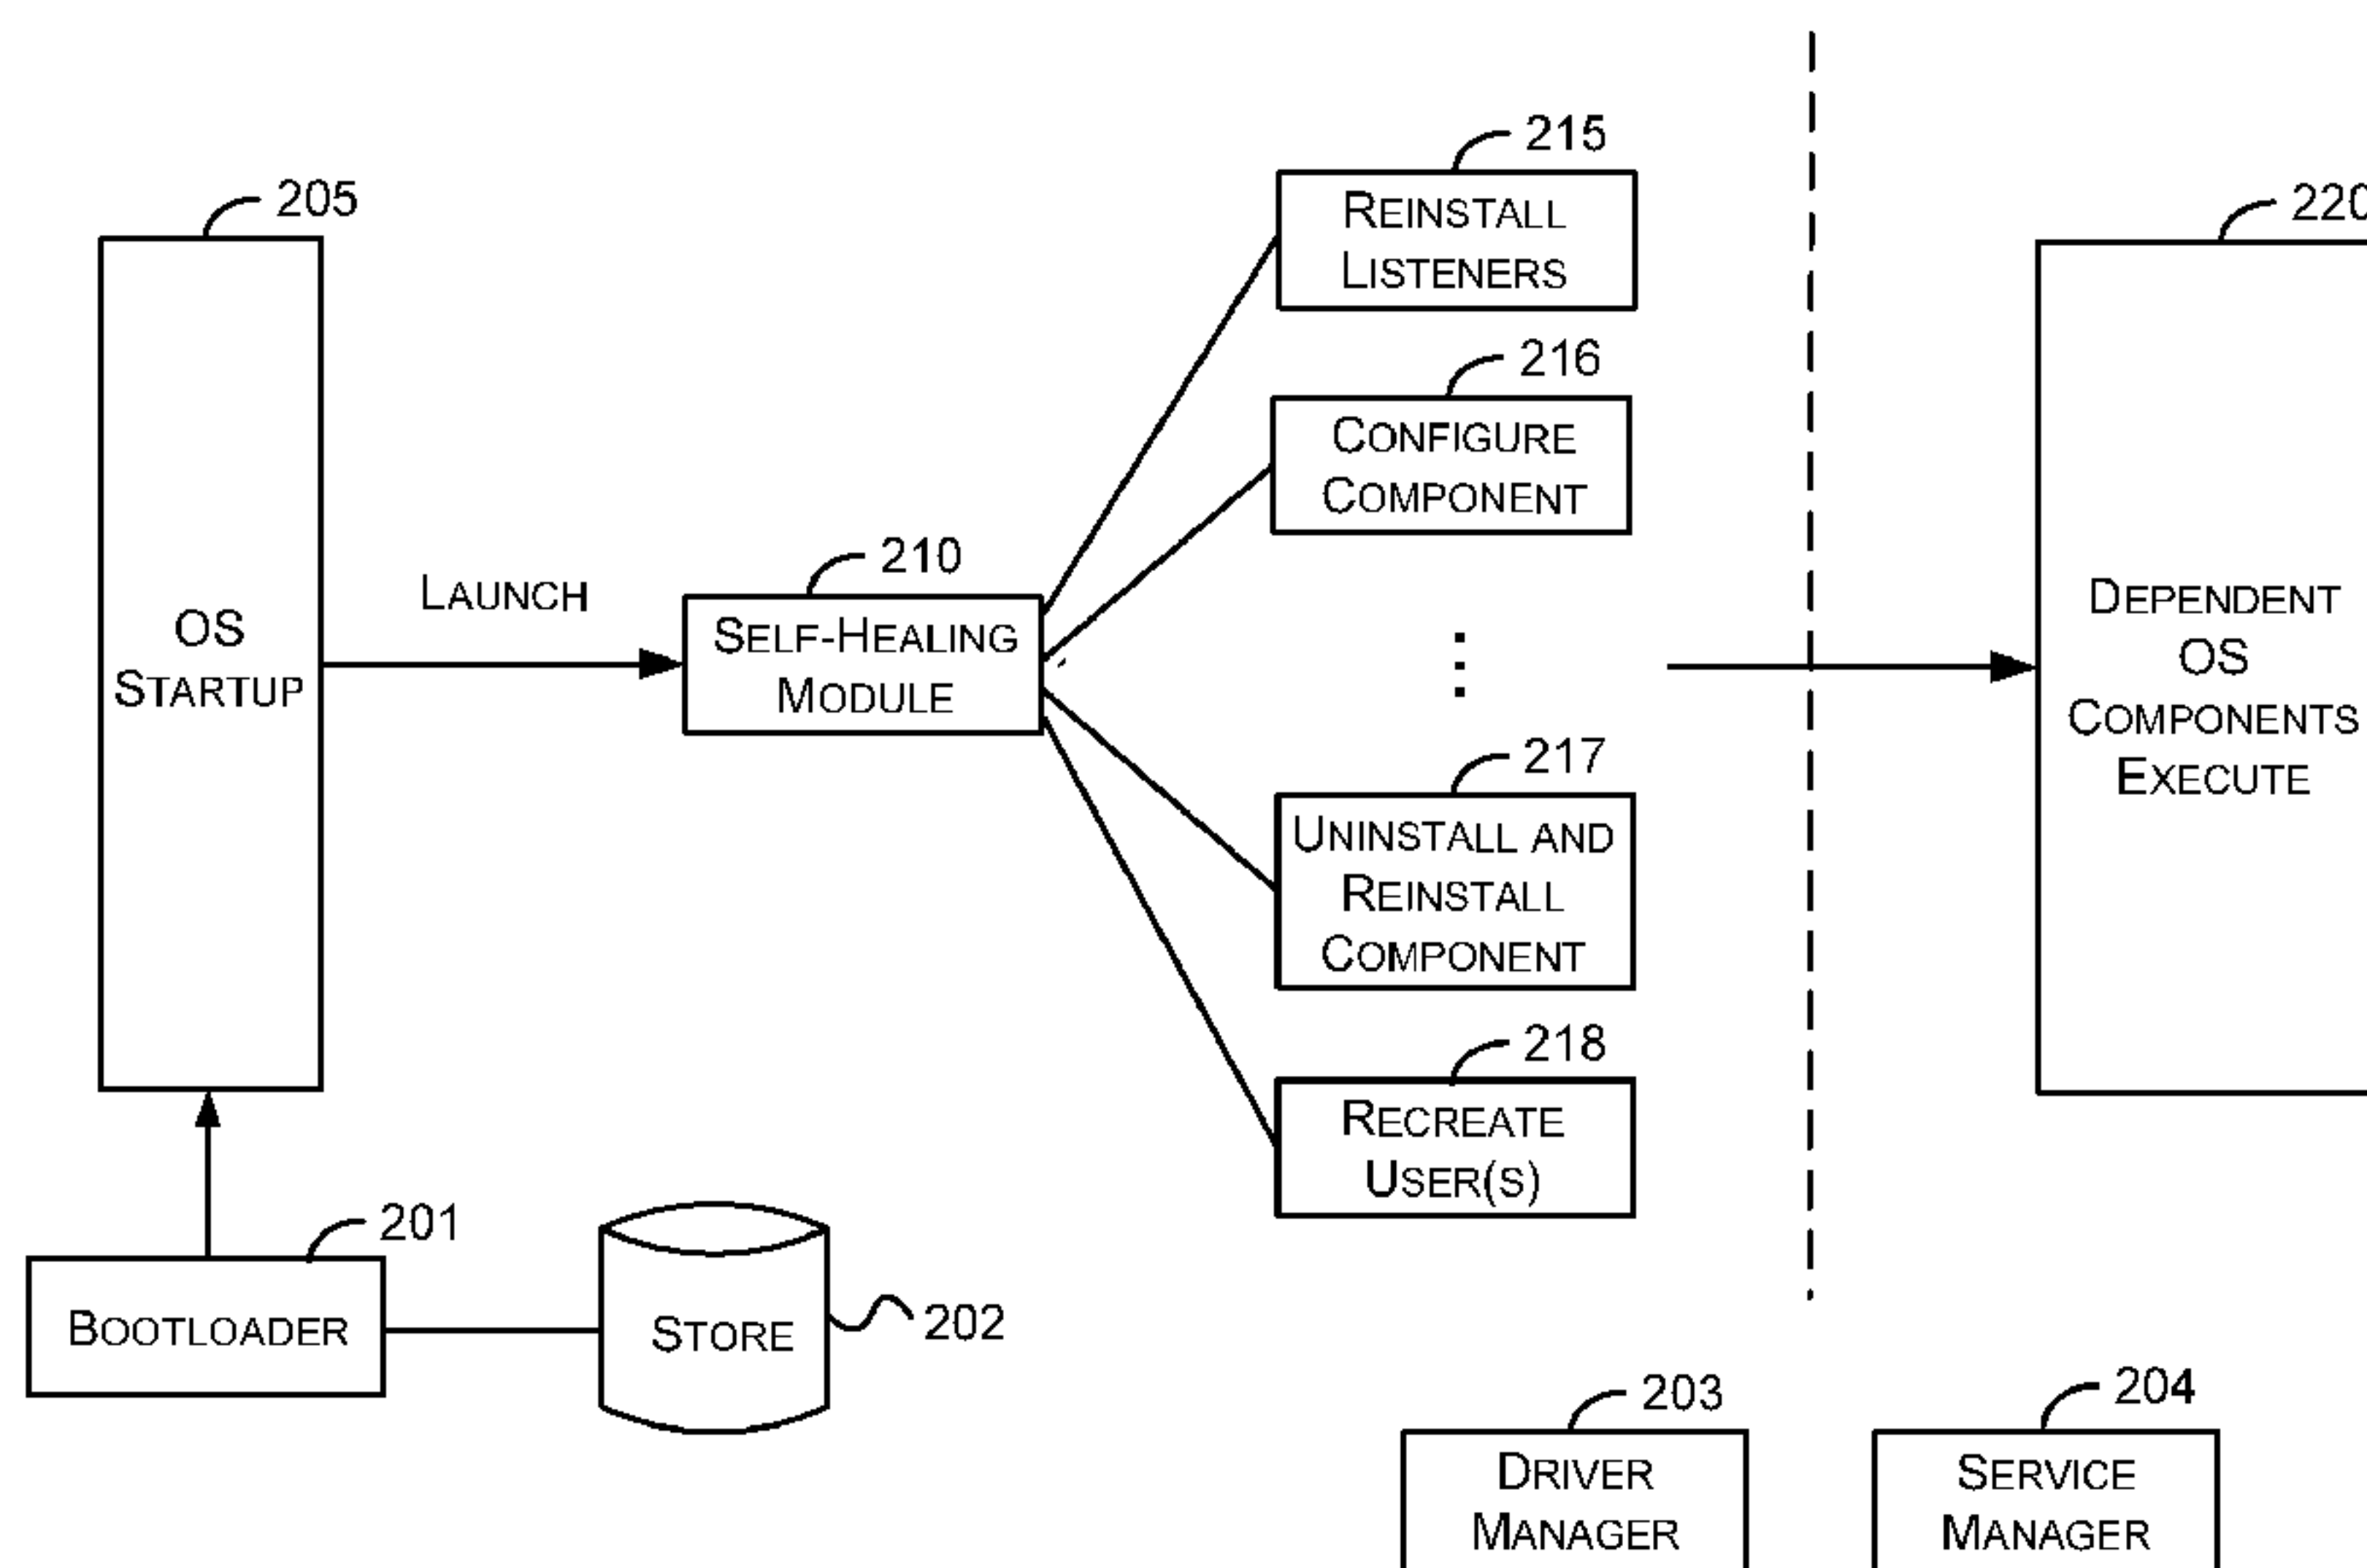 205
OS
STARTUP
LAUNCH
210
SELF-HEALING
MODULE
215
REINSTALL
LISTENERS
216
CONFIGURE
COMPONENT
217
UNINSTALL AND
REINSTALL
COMPONENT
218
RECREATE
USER(S)
220
DEPENDENT
OS
COMPONENTS
EXECUTE
201
BOOTLOADER
STORE
202
203
DRIVER
MANAGER
204
SERVICE
MANAGER